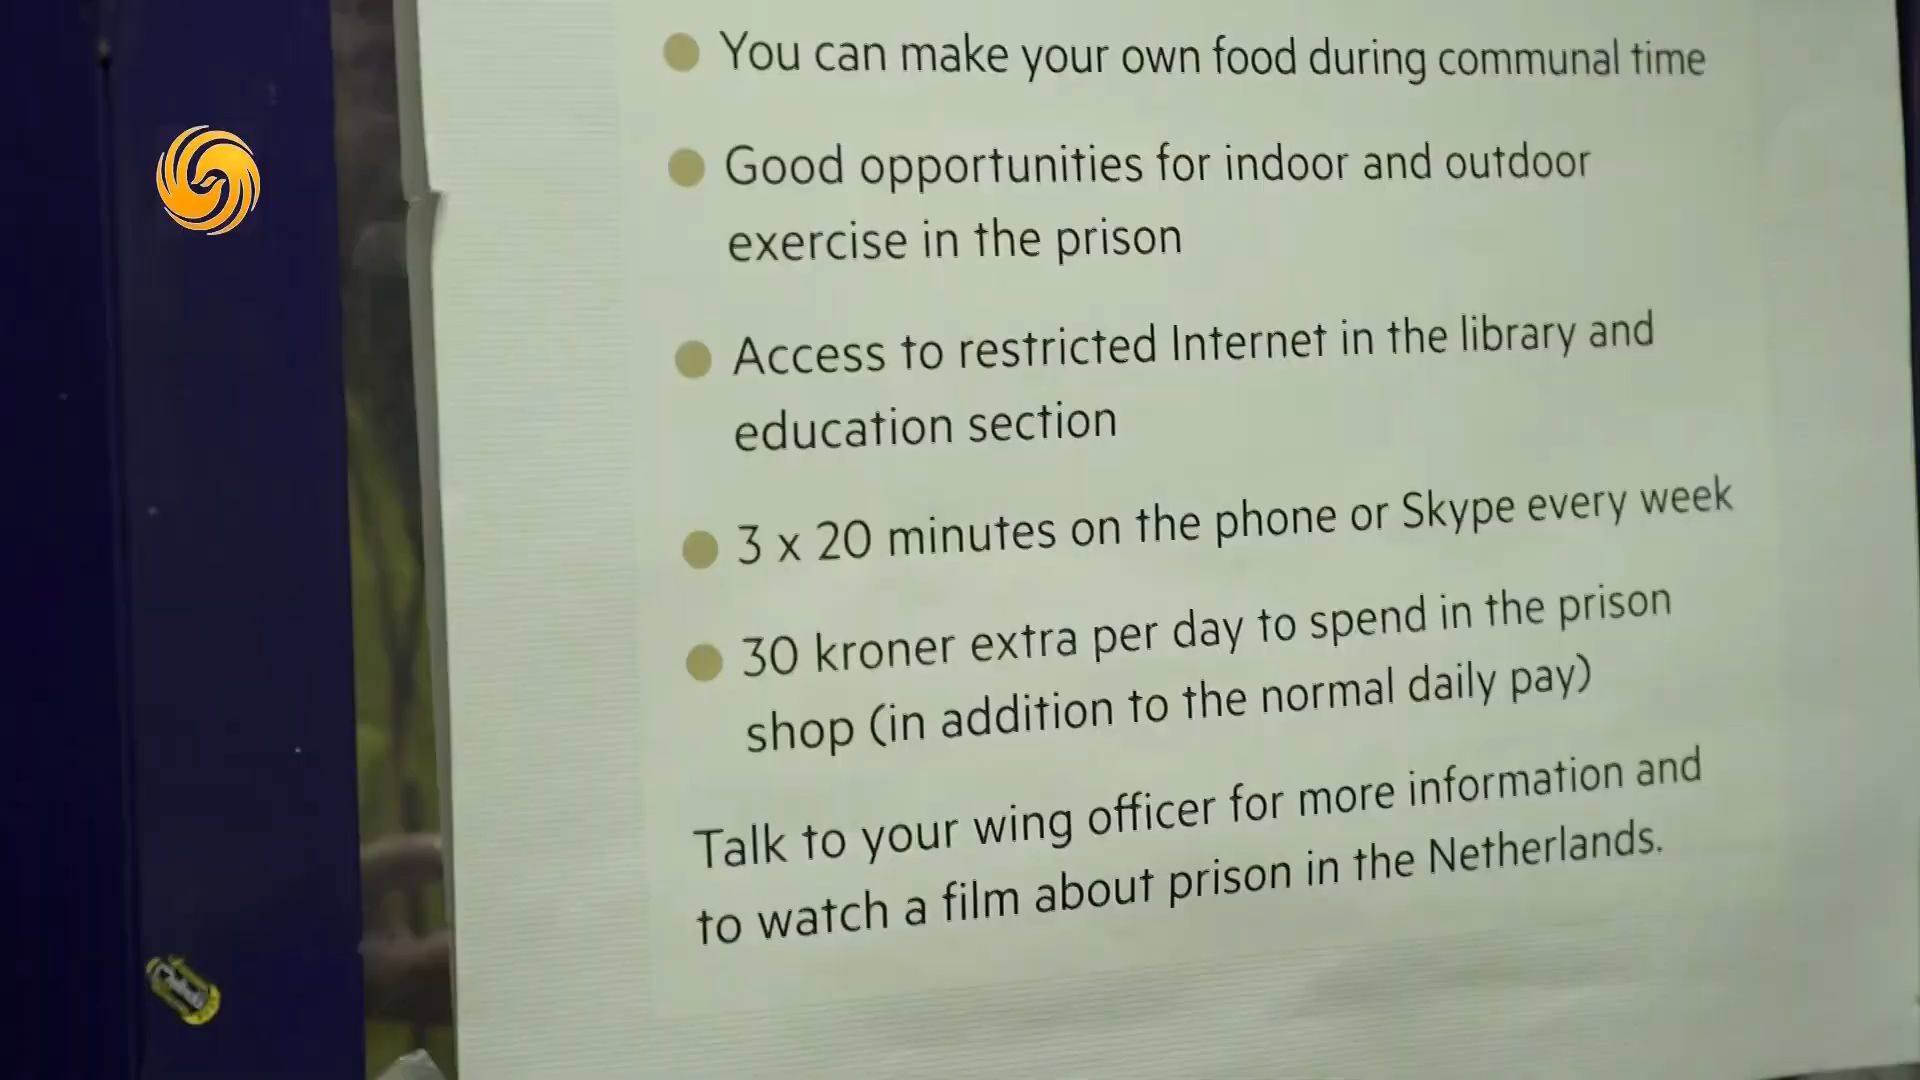 You can make your own food during communal time
Good opportunities for indoor and outdoor
exercise in the prison
Access to restricted Internet in the library and
education section
3 x 20 minutes on the phone or Skype every week
30 kroner extra per day to spend in the prison
shop (in addition to the normal daily pay)
Talk to your wing officer for more information and
to watch a film about prison in the Netherlands.